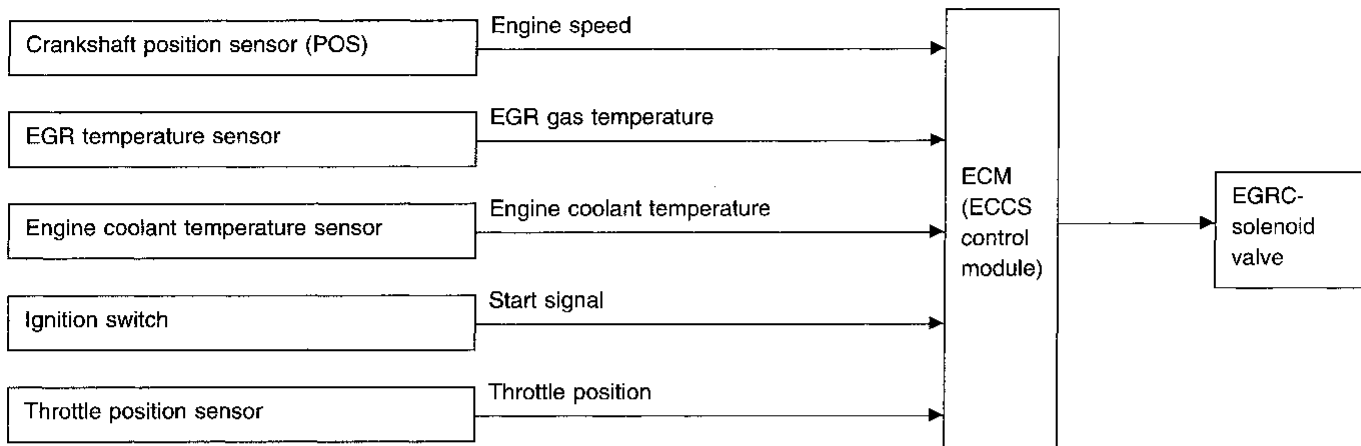 Crankshaft position sensor (POS)
Engine speed
EGR temperature sensor
EGR gas temperature
Engine coolant temperature sensor
Engine coolant temperature
Ignition switch
Start signal
Throttle position sensor
Throttle position
ECM
(ECCS
control
module)
EGRC-
solenoid
valve